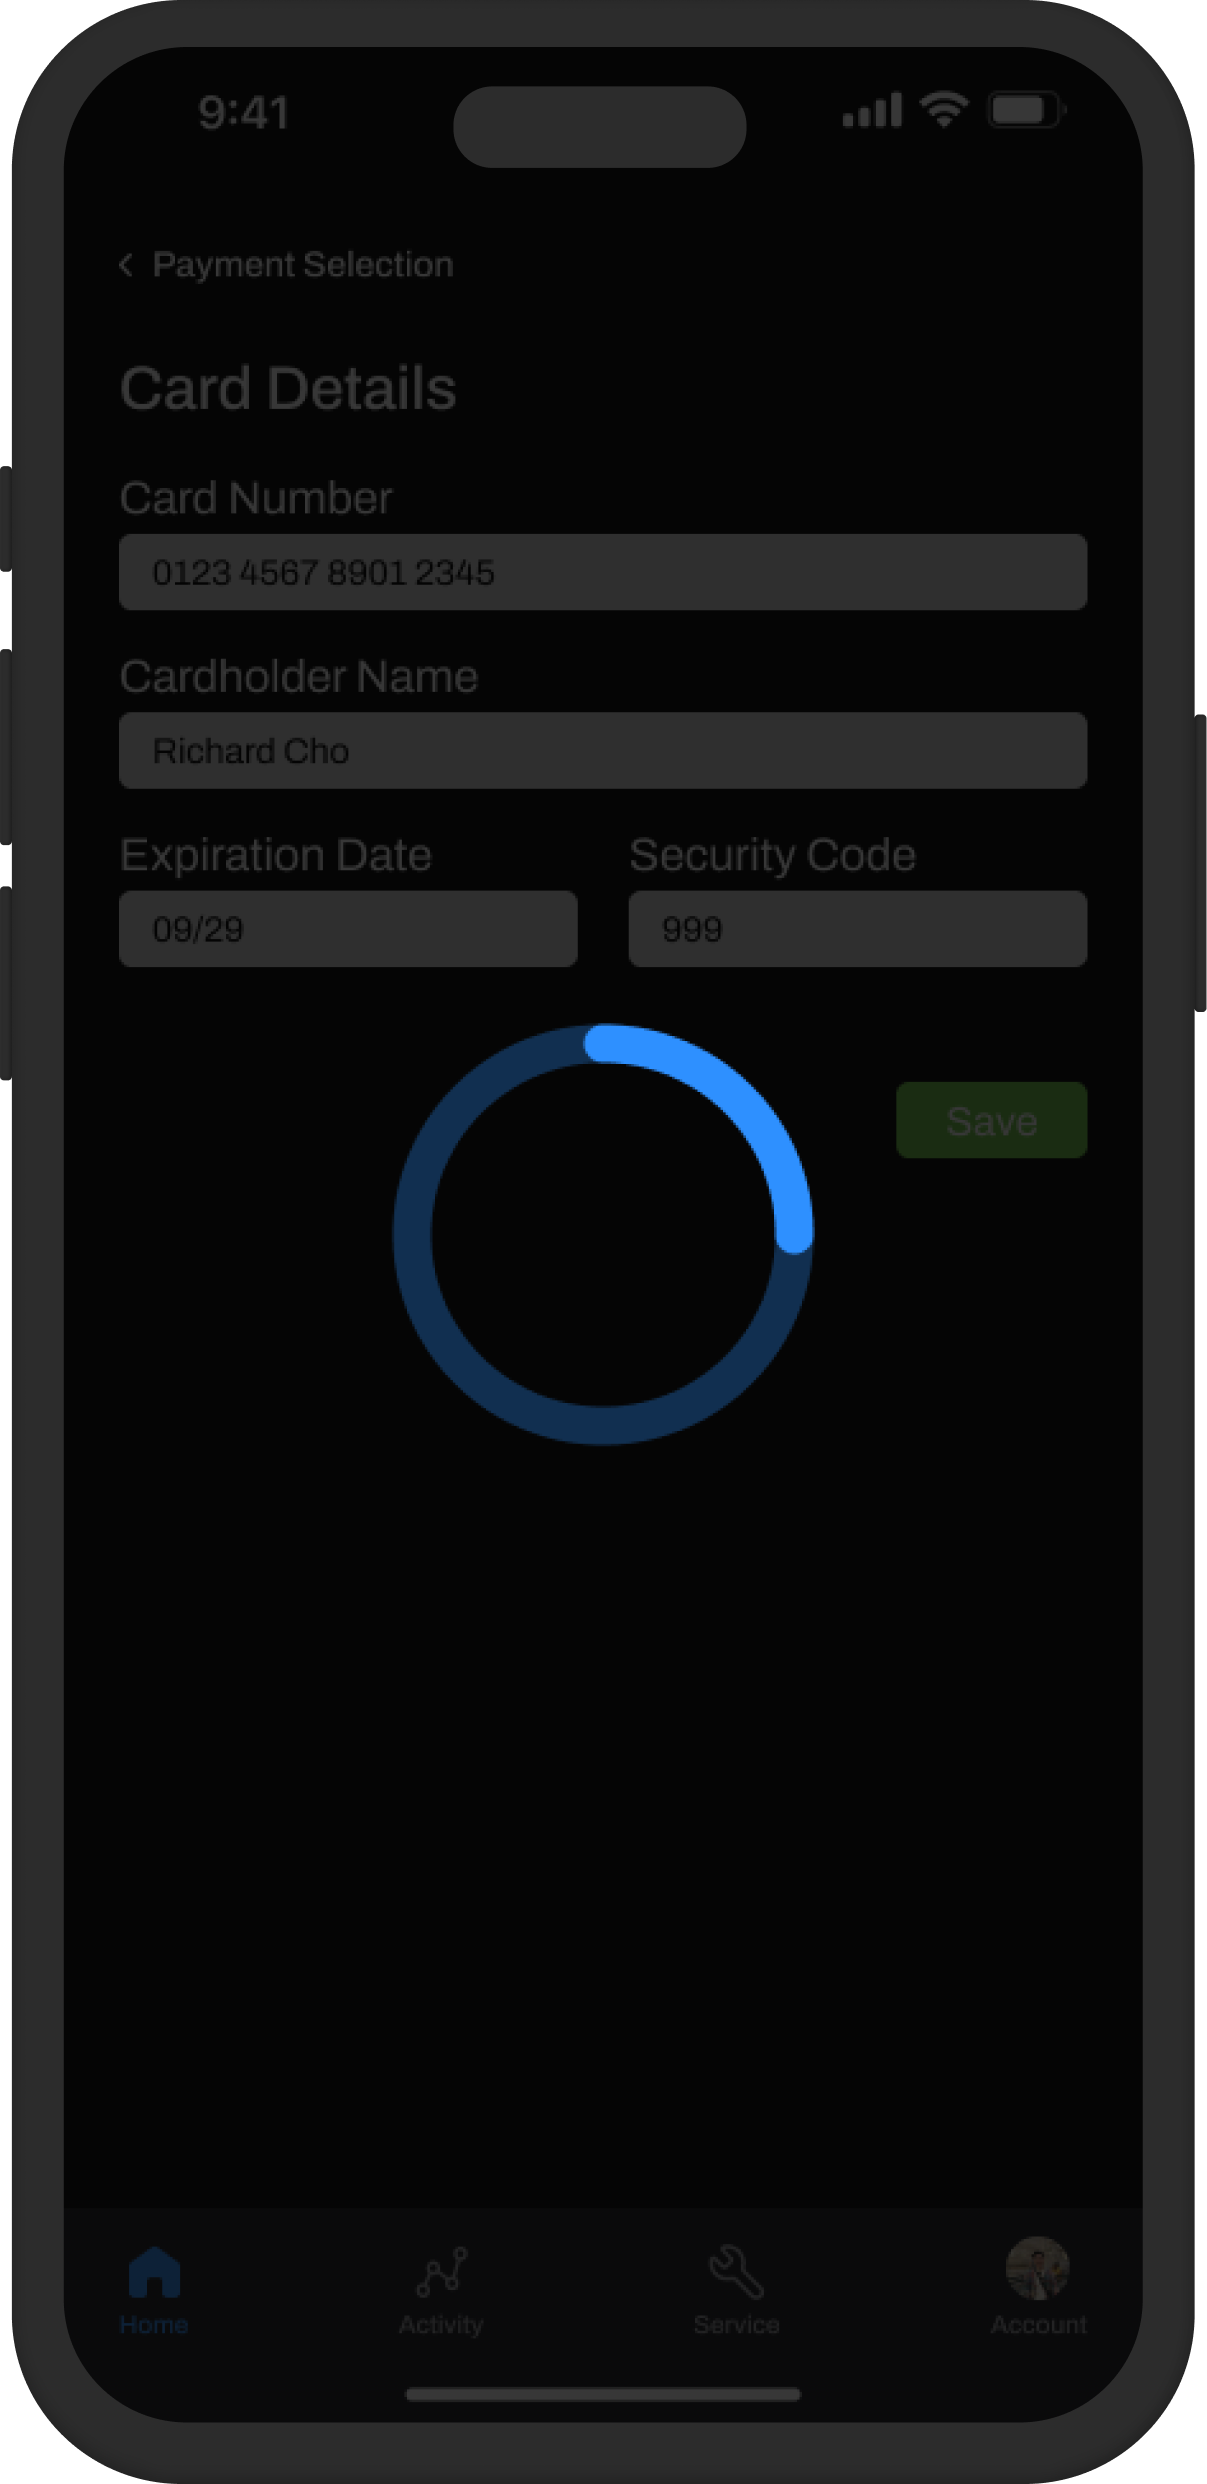 9:41
Payment Selection
Card Details
Card Number
0123 4567 8901 2345
Cardholder Name
Richard Cho
Expiration Date Security Code
09/29 999
Save
Home Activity Service Account